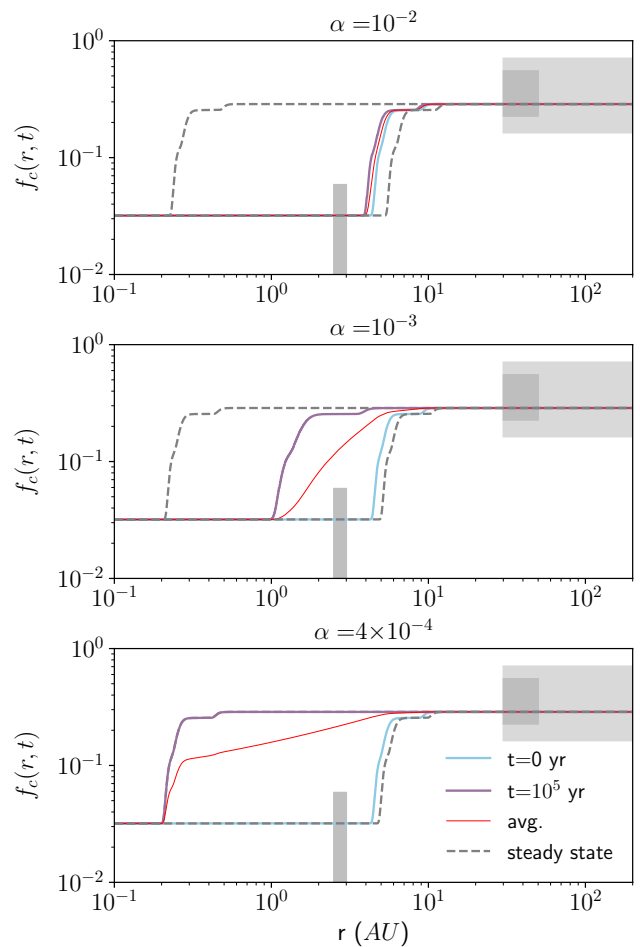 α = 10⁻²
10⁰
10⁻¹
10⁻²
f_c(r, t)
10⁻¹ 10⁰ 10¹ 10²
α = 10⁻³
10⁰
10⁻¹
10⁻²
f_c(r, t)
10⁻¹ 10⁰ 10¹ 10²
α = 4×10⁻⁴
10⁰
10⁻¹
10⁻²
f_c(r, t)
t=0 yr
t=10⁵ yr
avg.
steady state
10⁻¹ 10⁰ 10¹ 10²
r (AU)